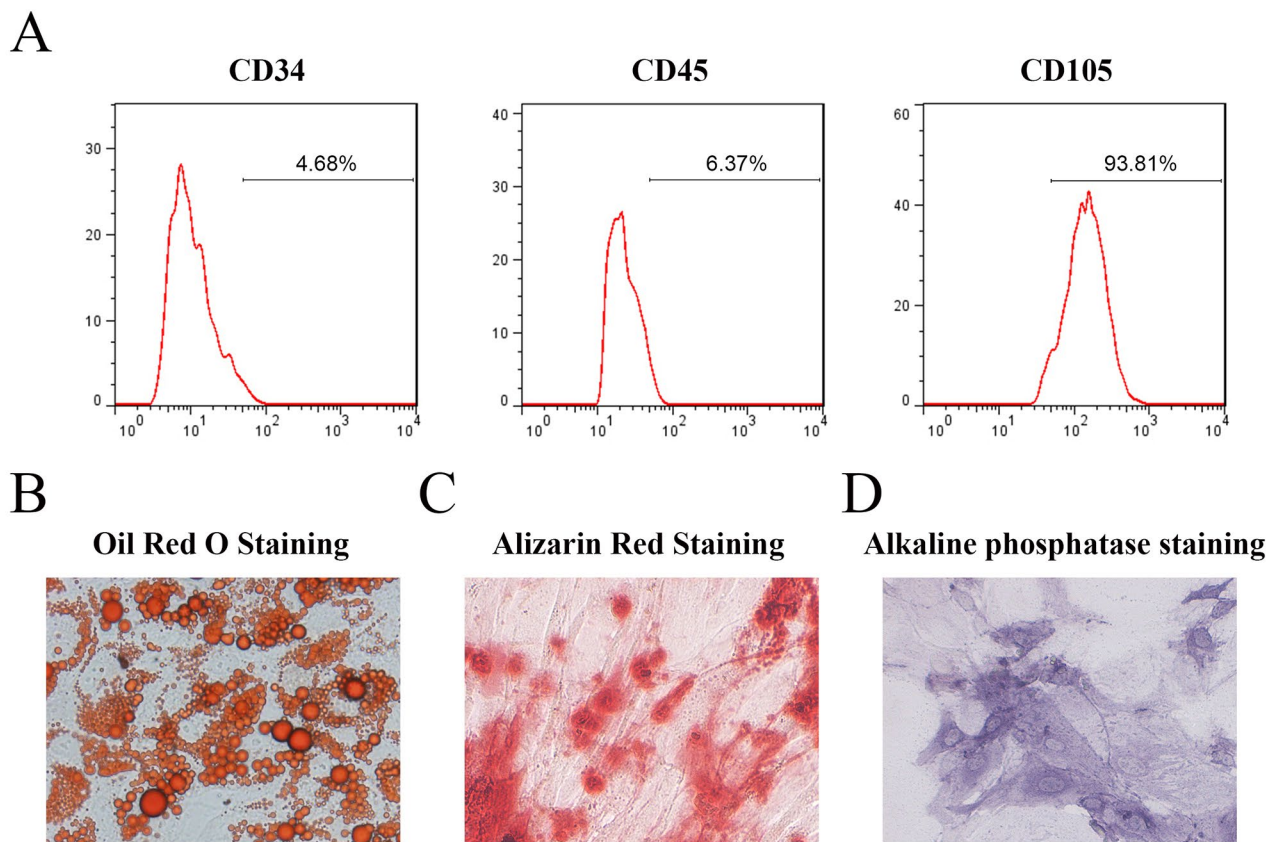 A
CD34
CD45
CD105
4.68%
6.37%
93.81%
30
20
10
0
10^0 10^1 10^2 10^3 10^4
40
30
20
10
0
10^0 10^1 10^2 10^3 10^4
60
40
20
0
10^0 10^1 10^2 10^3 10^4
B
Oil Red O Staining
C
Alizarin Red Staining
D
Alkaline phosphatase staining